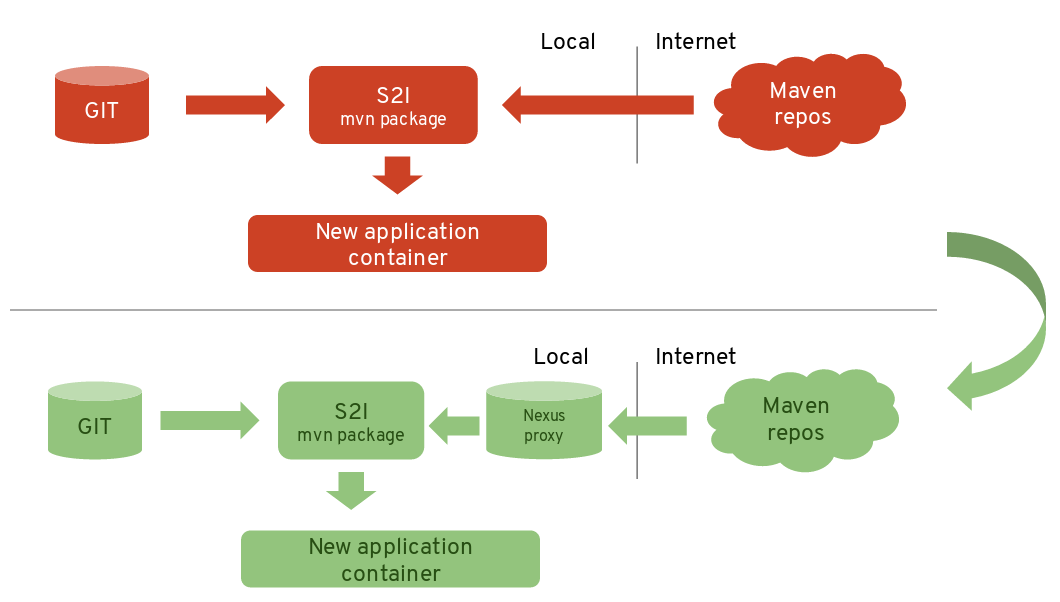 Local
Internet
GIT
S2I
mvn package
Maven
repos
New application
container
Local
Internet
GIT
S2I
mvn package
Nexus
proxy
Maven
repos
New application
container